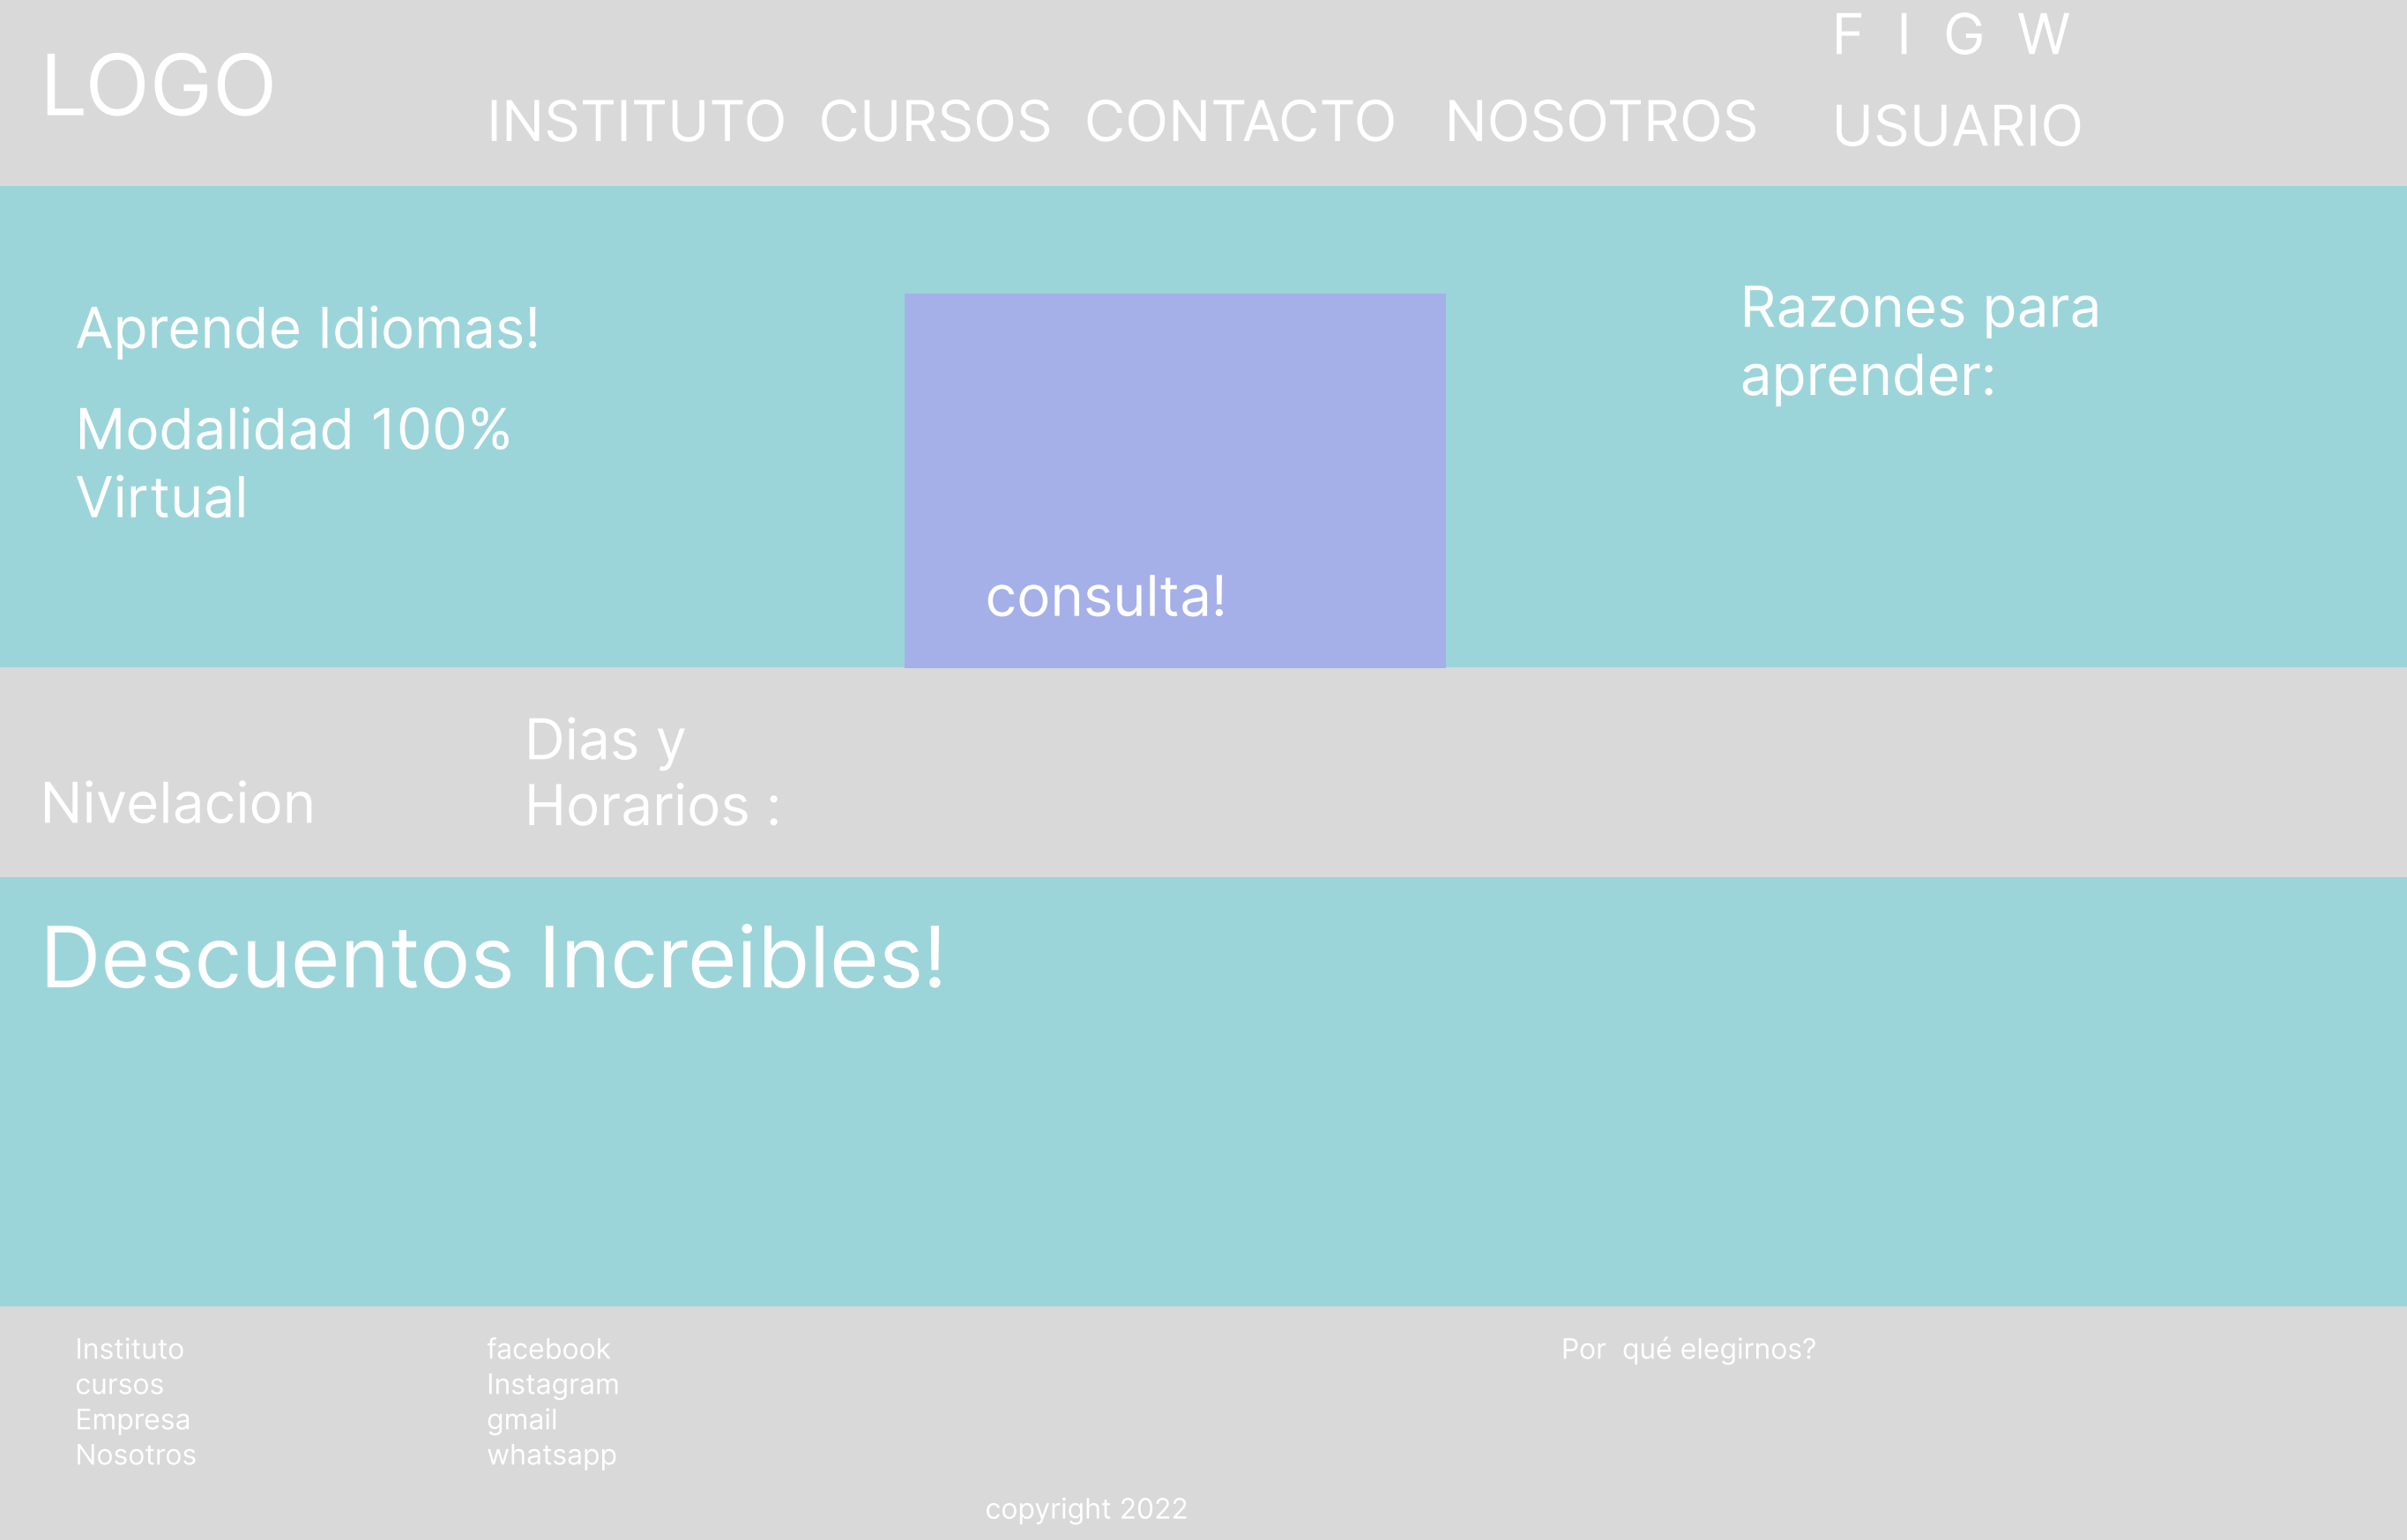 LOGO
F I G W
INSTITUTO CURSOS CONTACTO NOSOTROS USUARIO
Aprende Idiomas!
Modalidad 100%
Virtual
consulta!
Razones para
aprender:
Nivelacion
Dias y
Horarios :
Descuentos Increibles!
Instituto
cursos
Empresa
Nosotros
facebook
Instagram
gmail
whatsapp
Por qué elegirnos?
copyright 2022